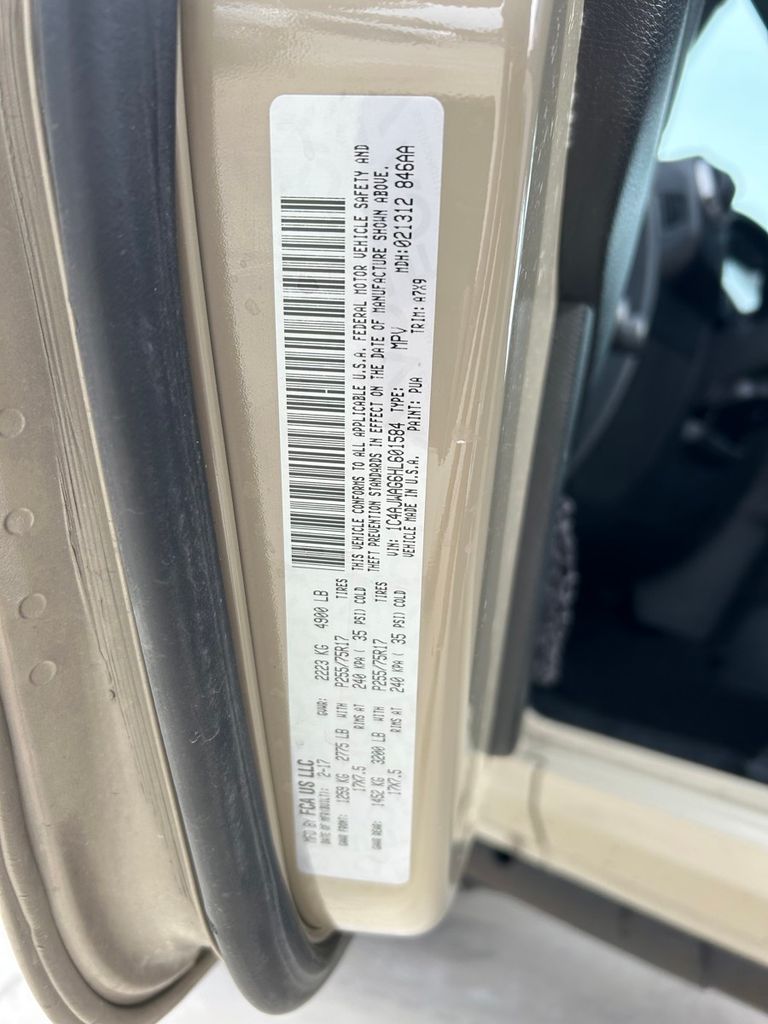 MFD BY FCA US LLC
DATE OF MFR(BUILT): 2-17 GVWR: 2223 KG 4900 LB
GAWR FRONT: 1259 KG 2775 LB WITH P255/75R17 TIRES
17X7.5 RIMS AT 240 KPA ( 35 PSI) COLD
GAWR REAR: 1452 KG 3200 LB WITH P255/75R17 TIRES
17X7.5 RIMS AT 240 KPA ( 35 PSI) COLD
THIS VEHICLE CONFORMS TO ALL APPLICABLE U.S.A. FEDERAL MOTOR VEHICLE SAFETY AND
THEFT PREVENTION STANDARDS IN EFFECT ON THE DATE OF MANUFACTURE SHOWN ABOVE.
VIN: 1C4AJWAG6HL601584 TYPE: MPV MDH:021312 846AA
VEHICLE MADE IN U.S.A. PAINT: PUA TRIM: A7X9